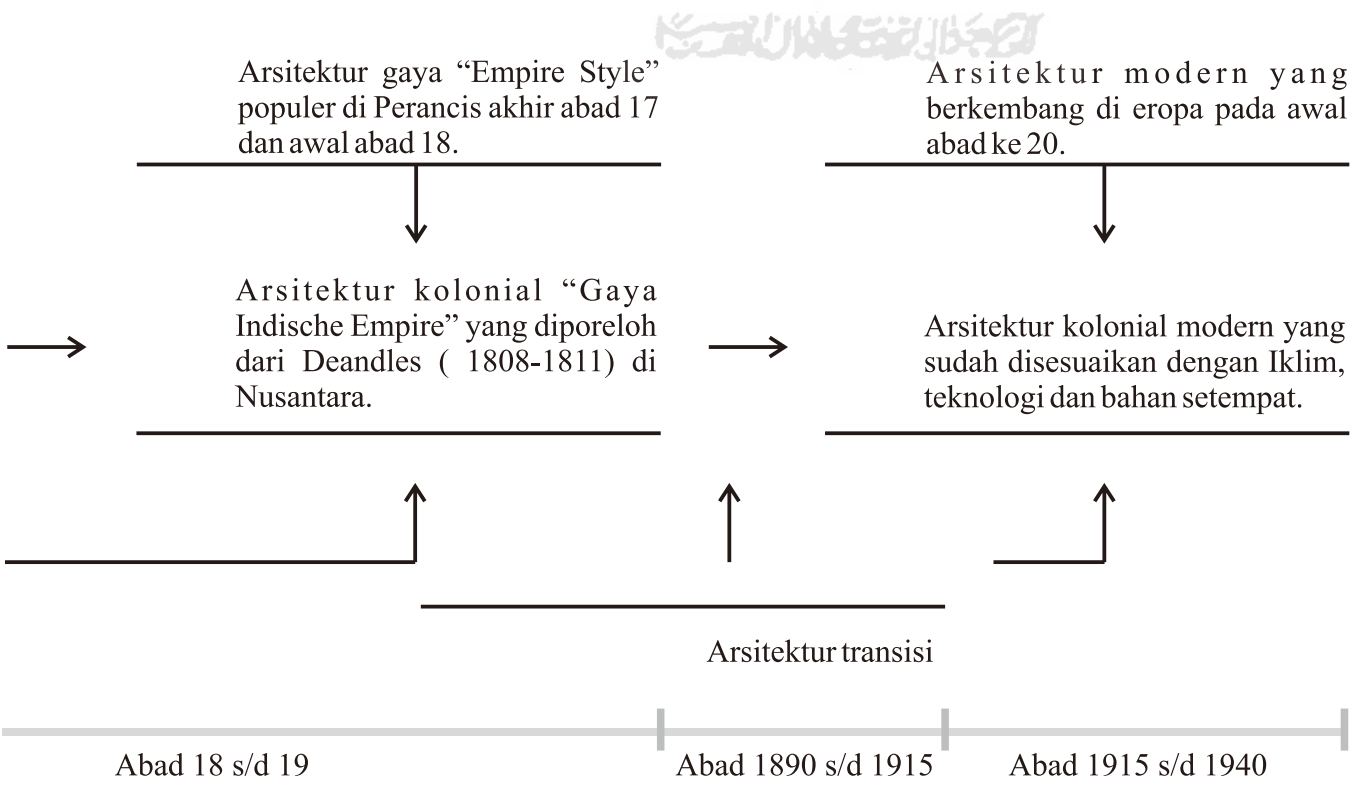 Arsitektur gaya “Empire Style”
populer di Perancis akhir abad 17
dan awal abad 18.
Arsitektur modern yang
berkembang di eropa pada awal
abad ke 20.
Arsitektur kolonial “Gaya
Indische Empire” yang diporeloh
dari Deandles ( 1808-1811) di
Nusantara.
Arsitektur kolonial modern yang
sudah disesuaikan dengan Iklim,
teknologi dan bahan setempat.
Arsitektur transisi
Abad 18 s/d 19
Abad 1890 s/d 1915
Abad 1915 s/d 1940